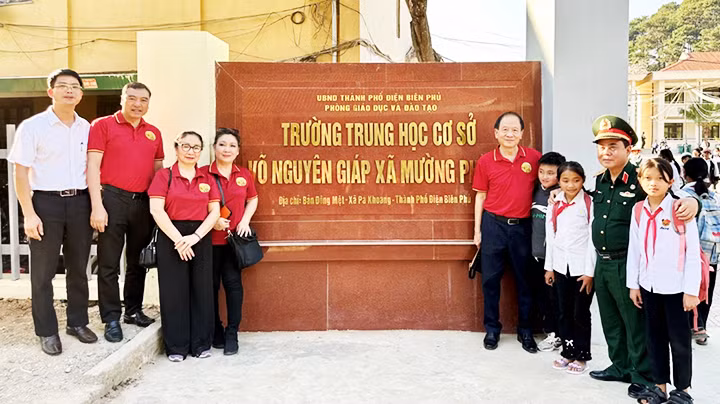 UBND THÀNH PHỐ ĐIỆN BIÊN PHỦ
PHÒNG GIÁO DỤC VÀ ĐÀO TẠO
TRƯỜNG TRUNG HỌC CƠ SỞ
VÕ NGUYÊN GIÁP XÃ MƯỜNG
Địa chỉ: Bản Đông Mệt - Xã Pá Khoang - Thành Phố Điện Biên Phủ